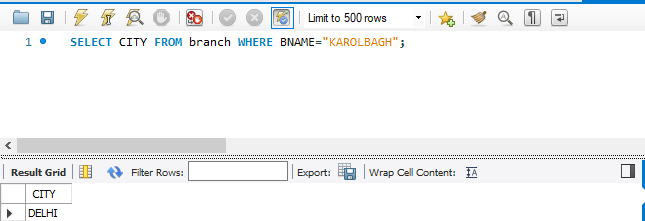 Limit to 500 rows
1 SELECT CITY FROM branch WHERE BNAME="KAROLBAGH";
Result Grid Filter Rows: Export: Wrap Cell Content: IA
CITY
DELHI